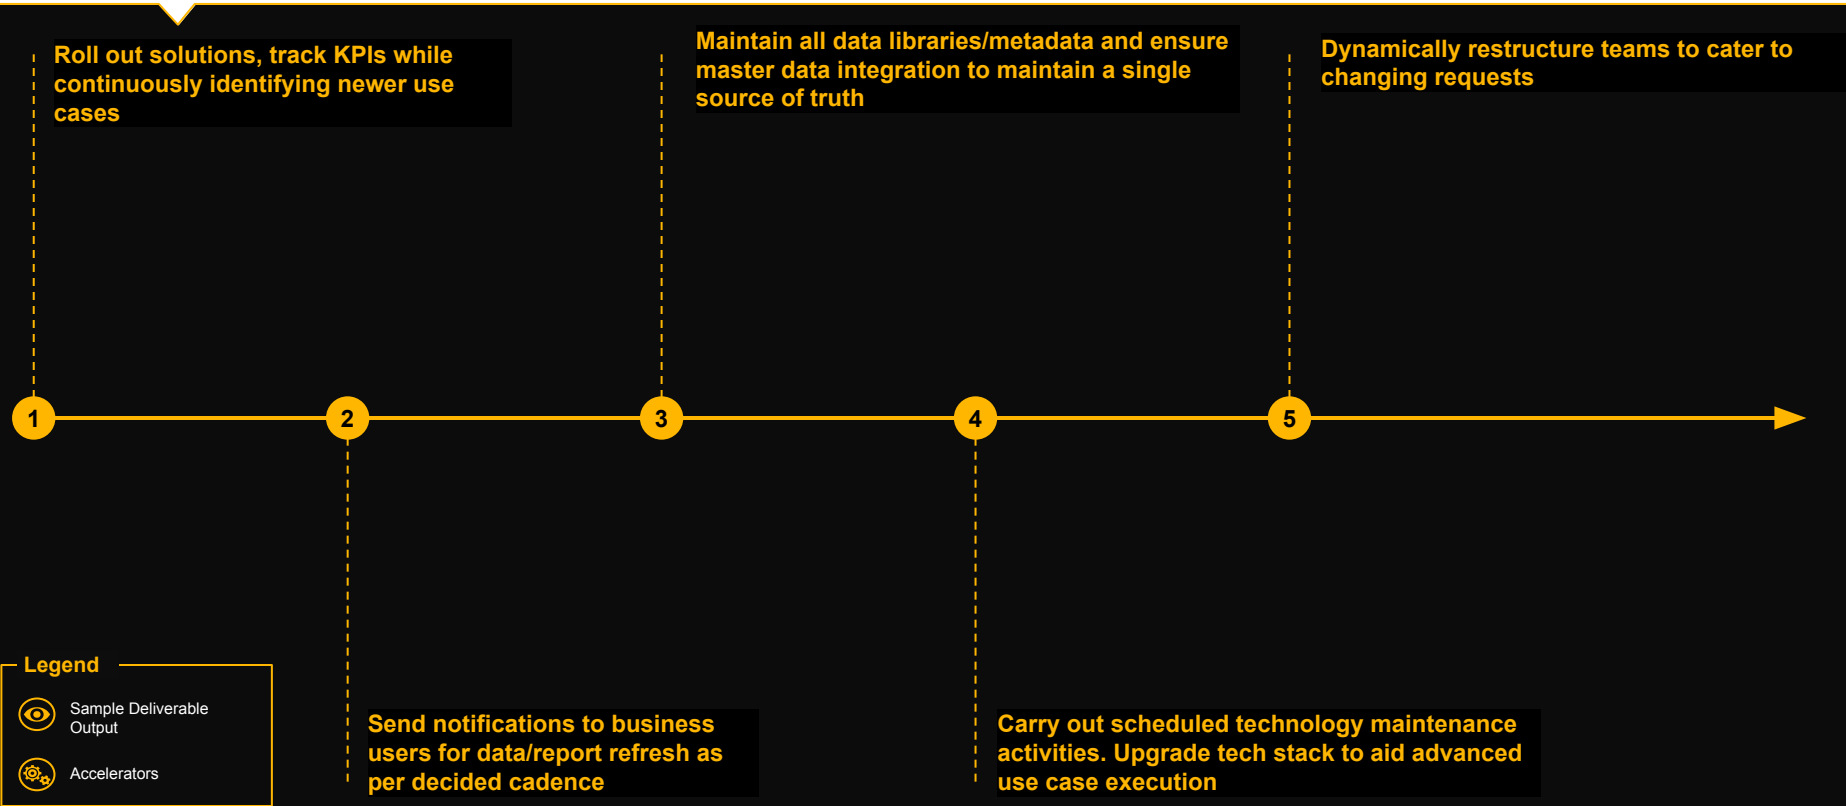 Roll out solutions, track KPIs while
continuously identifying newer use
cases
Maintain all data libraries/metadata and ensure
master data integration to maintain a single
source of truth
Dynamically restructure teams to cater to
changing requests
1
2
3
4
5
Send notifications to business
users for data/report refresh as
per decided cadence
Carry out scheduled technology maintenance
activities. Upgrade tech stack to aid advanced
use case execution
Legend
Sample Deliverable
Output
Accelerators